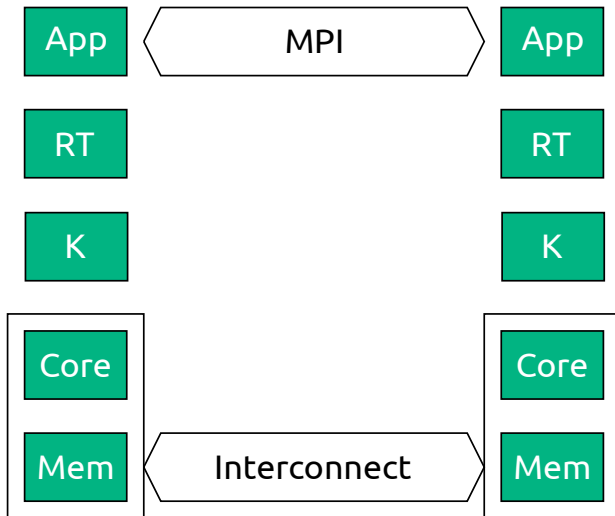 App MPI App
RT RT
K K
Core Core
Mem Interconnect Mem